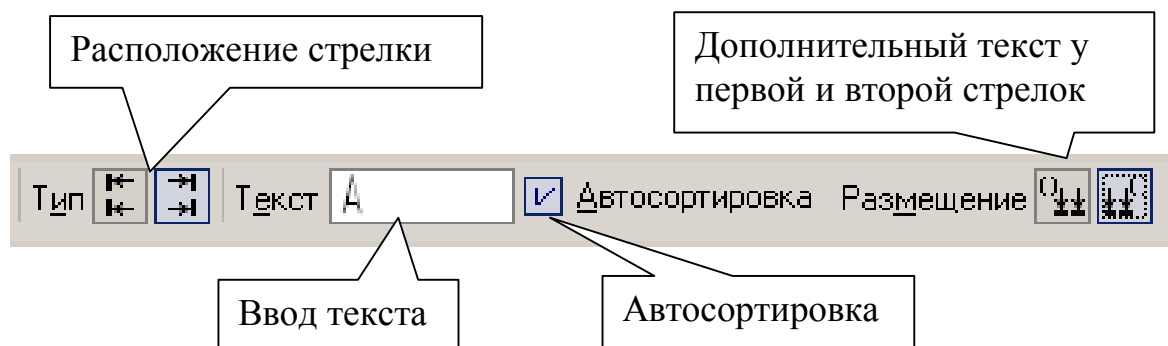 Расположение стрелки
Дополнительный текст у
первой и второй стрелок
Тип Текст А Автосортировка Размещение
Ввод текста
Автосортировка